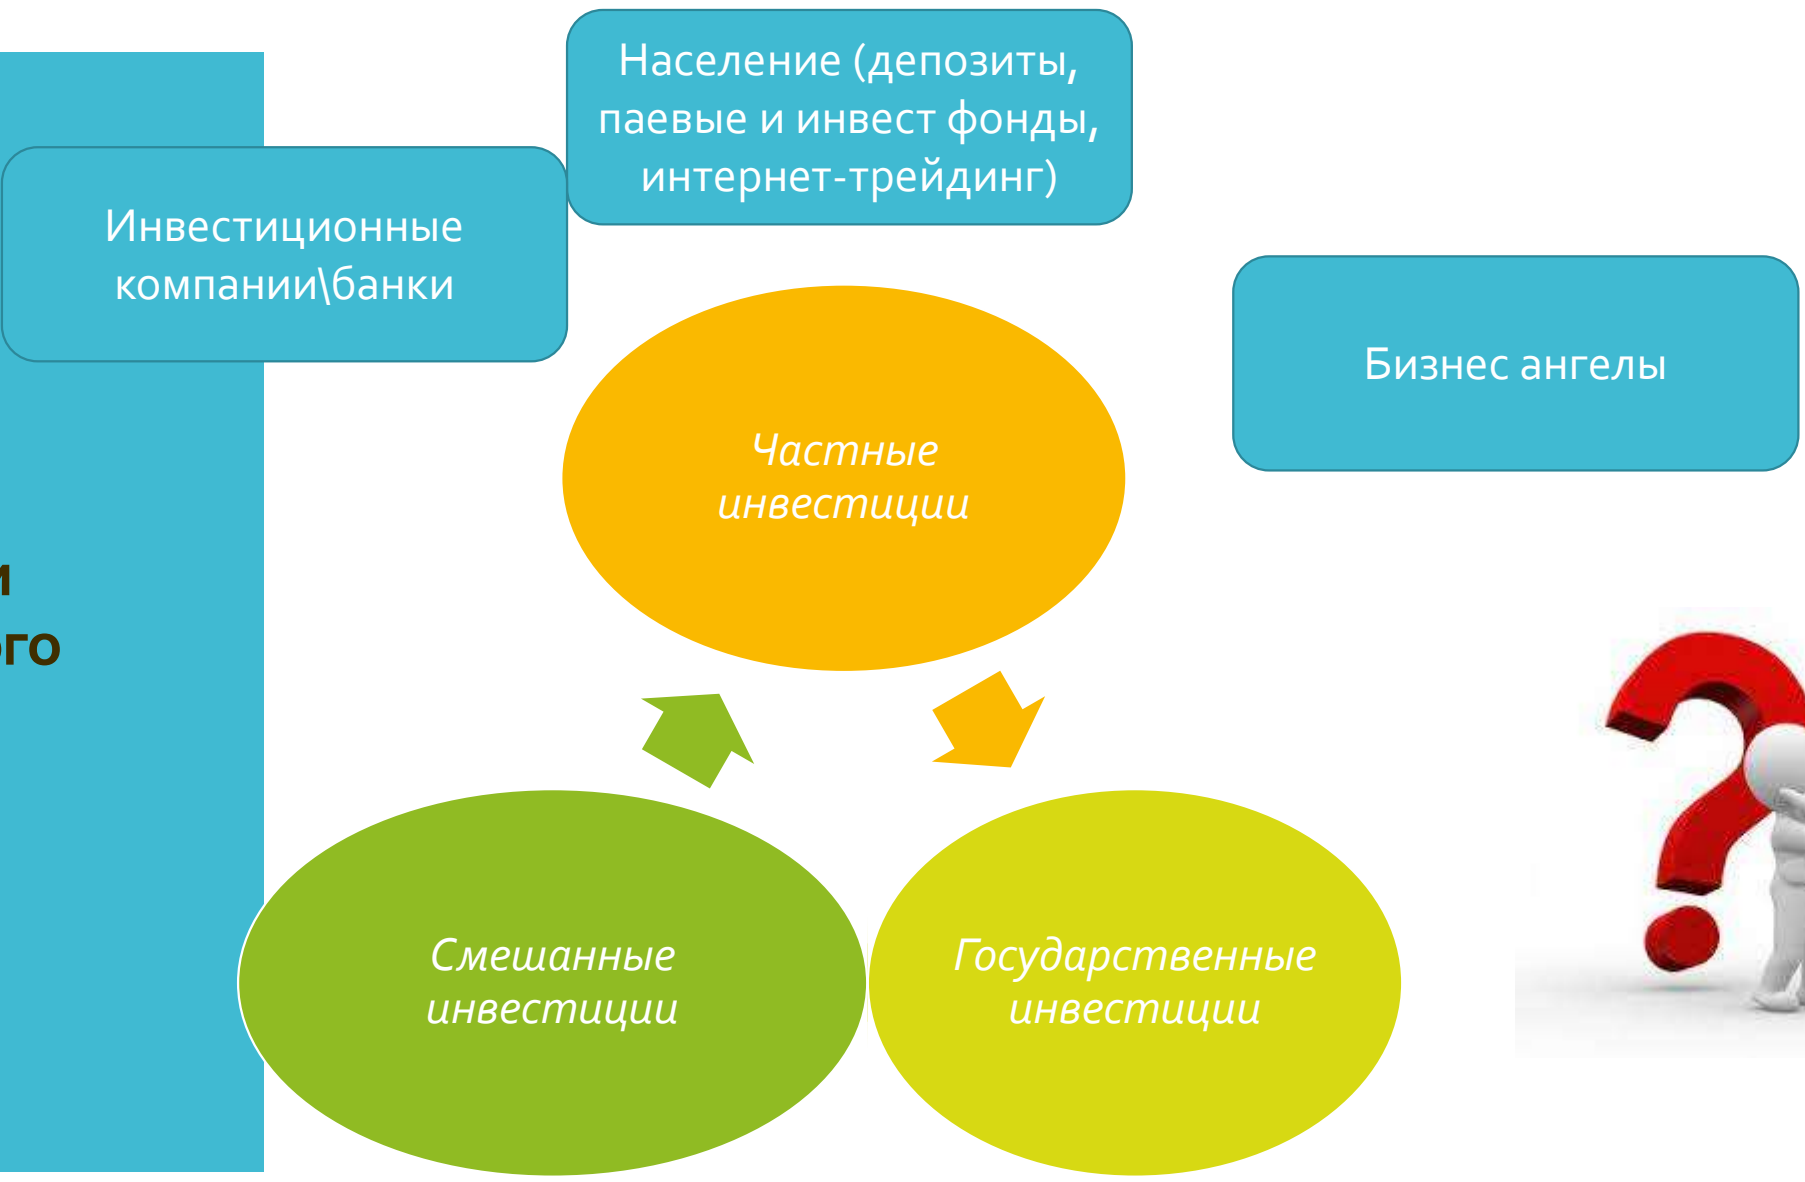 Население (депозиты,
паевые и инвест фонды,
интернет-трейдинг)
Инвестиционные
компании\банки
Бизнес ангелы
Частные
инвестиции
Смешанные
инвестиции
Государственные
инвестиции